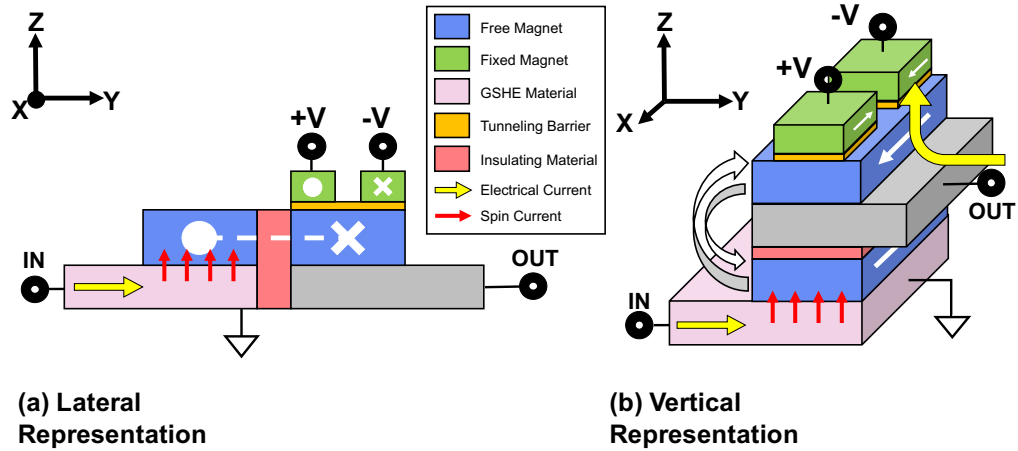 Z
Y
X
+V
-V
IN
OUT
Free Magnet
Fixed Magnet
GSHE Material
Tunneling Barrier
Insulating Material
Electrical Current
Spin Current
(a) Lateral
Representation
Z
Y
X
-V
+V
OUT
IN
(b) Vertical
Representation